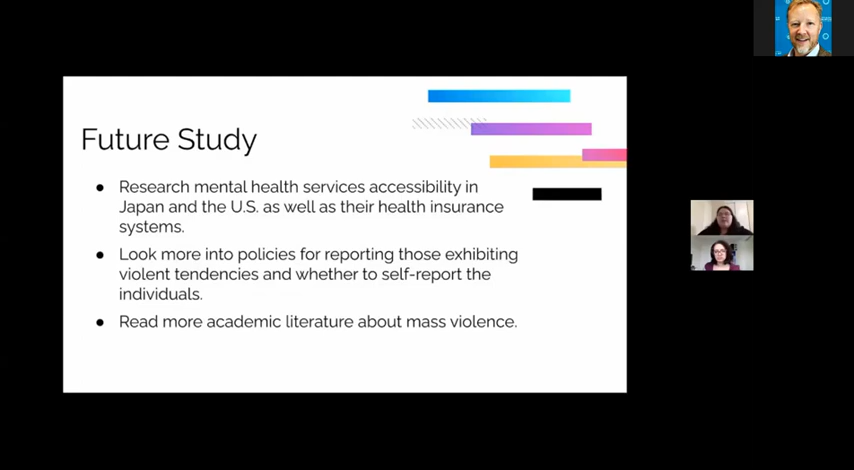 Future Study
● Research mental health services accessibility in
Japan and the U.S. as well as their health insurance
systems.
● Look more into policies for reporting those exhibiting
violent tendencies and whether to self-report the
individuals.
● Read more academic literature about mass violence.